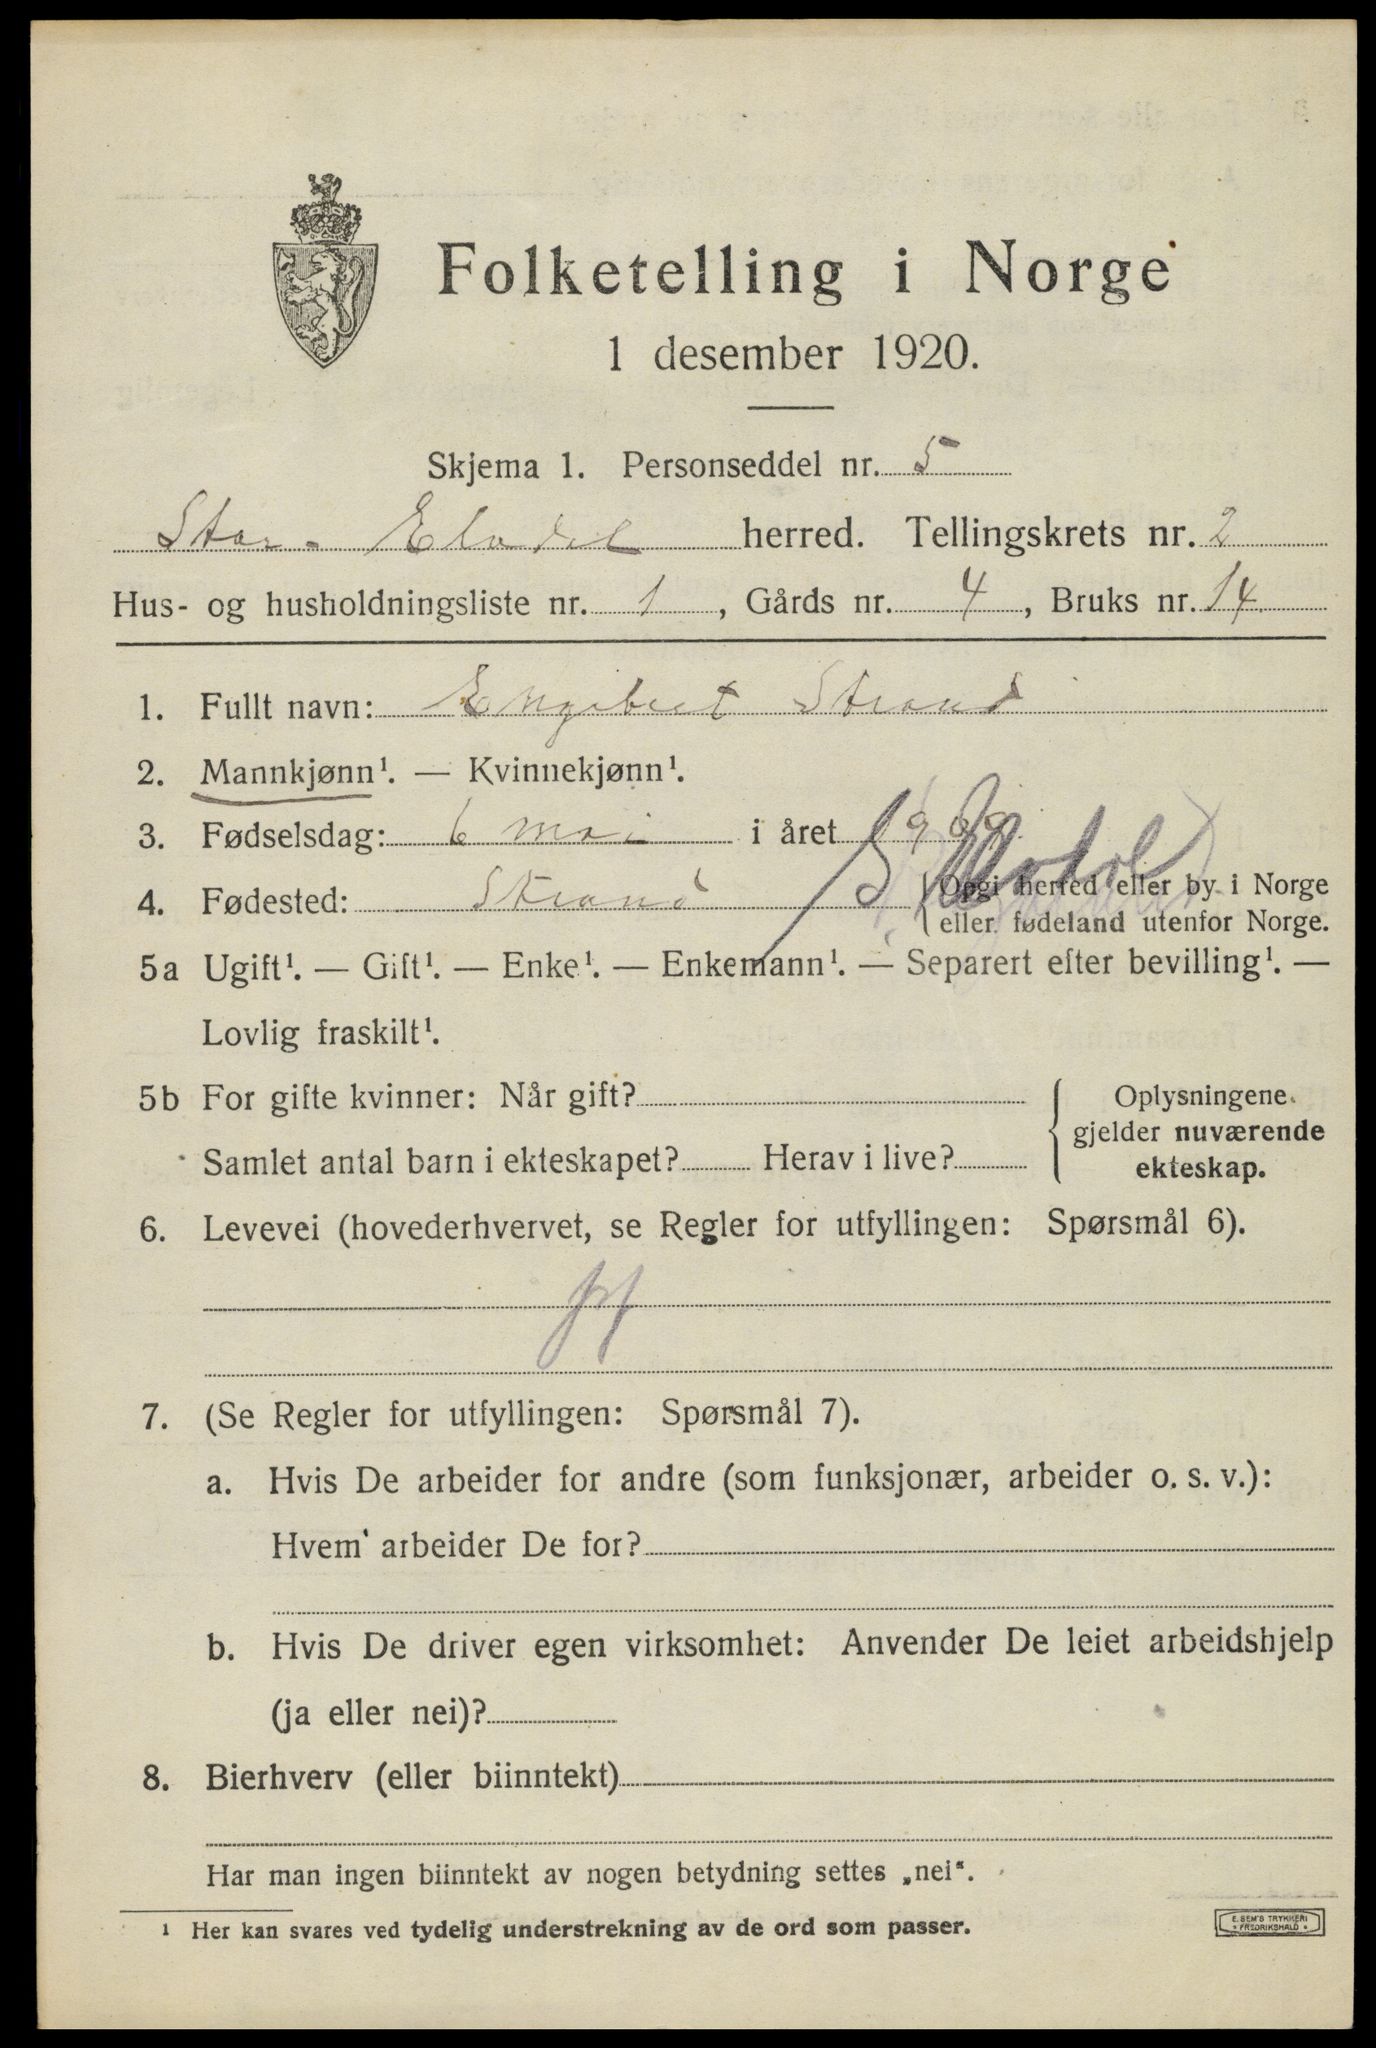 Folketelling i Norge
1 desember 1920.
Skjema 1. Personseddel nr. 5
Stor-Elvdal herred. Tellingskrets nr. 2
Hus- og husholdningsliste nr. 1, Gårds nr. 4, Bruks nr. 14
1. Fullt navn: Engebret Strand
2. Mannkjønn¹. — Kvinnekjønn¹.
3. Fødselsdag: 6 mai i året 1909
4. Fødested: Strand S Elvdal
Opgi herred eller by i Norge
eller fødeland utenfor Norge.
5a Ugift¹. — Gift¹. — Enke¹. — Enkemann¹. — Separert efter bevilling¹. —
Lovlig fraskilt¹.
5b For gifte kvinner: Når gift?
Samlet antal barn i ekteskapet? Herav i live?
Oplysningene
gjelder nuværende
ekteskap.
6. Levevei (hovederhvervet, se Regler for utfyllingen: Spørsmål 6).
7. (Se Regler for utfyllingen: Spørsmål 7).
a. Hvis De arbeider for andre (som funksjonær, arbeider o. s. v.):
Hvem arbeider De for?
b. Hvis De driver egen virksomhet: Anvender De leiet arbeidshjelp
(ja eller nei)?
8. Bierhverv (eller biinntekt)
Har man ingen biinntekt av nogen betydning settes „nei“.
¹ Her kan svares ved tydelig understrekning av de ord som passer.
E. SEM'S TRYKKERI
FREDRIKSHALD